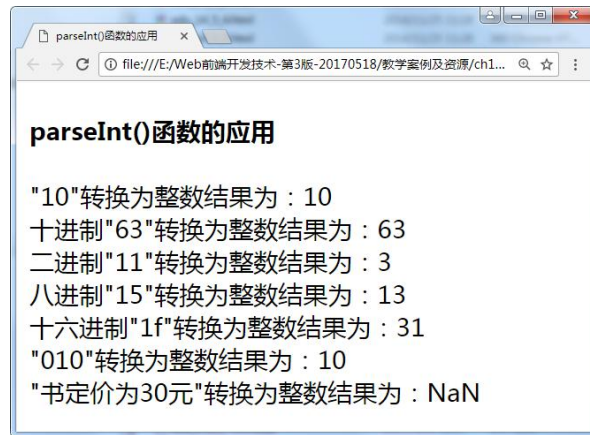 parseInt()函数的应用
file:///E:/Web前端开发技术-第3版-20170518/教学案例及资源/ch1...
parseInt()函数的应用
"10"转换为整数结果为：10
十进制"63"转换为整数结果为：63
二进制"11"转换为整数结果为：3
八进制"15"转换为整数结果为：13
十六进制"1f"转换为整数结果为：31
"010"转换为整数结果为：10
"书定价为30元"转换为整数结果为：NaN